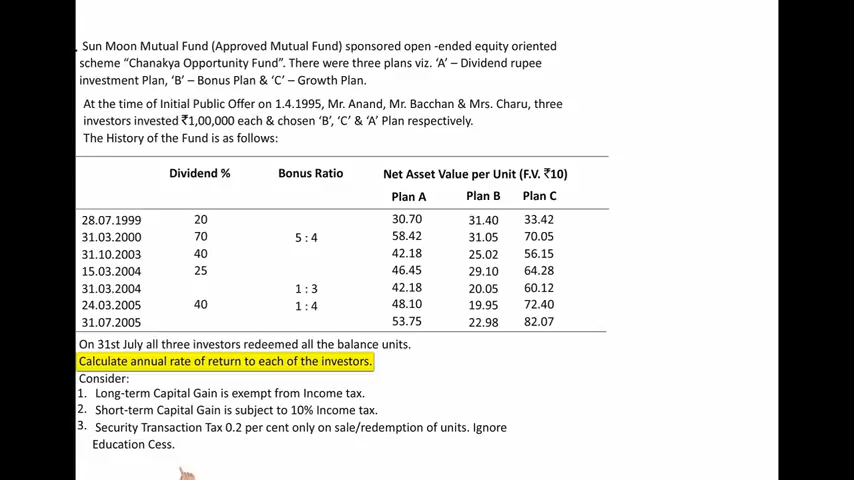 . Sun Moon Mutual Fund (Approved Mutual Fund) sponsored open -ended equity oriented
scheme “Chanakya Opportunity Fund”. There were three plans viz. ‘A’ – Dividend rupee
investment Plan, ‘B’ – Bonus Plan & ‘C’ – Growth Plan.
At the time of Initial Public Offer on 1.4.1995, Mr. Anand, Mr. Bacchan & Mrs. Charu, three
investors invested ₹1,00,000 each & chosen ‘B’, ‘C’ & ‘A’ Plan respectively.
The History of the Fund is as follows:
Dividend % Bonus Ratio Net Asset Value per Unit (F.V. ₹10)
Plan A Plan B Plan C
28.07.1999 20 30.70 31.40 33.42
31.03.2000 70 5 : 4 58.42 31.05 70.05
31.10.2003 40 42.18 25.02 56.15
15.03.2004 25 46.45 29.10 64.28
31.03.2004 1 : 3 42.18 20.05 60.12
24.03.2005 40 1 : 4 48.10 19.95 72.40
31.07.2005 53.75 22.98 82.07
On 31st July all three investors redeemed all the balance units.
Calculate annual rate of return to each of the investors.
Consider:
1. Long-term Capital Gain is exempt from Income tax.
2. Short-term Capital Gain is subject to 10% Income tax.
3. Security Transaction Tax 0.2 per cent only on sale/redemption of units. Ignore
Education Cess.